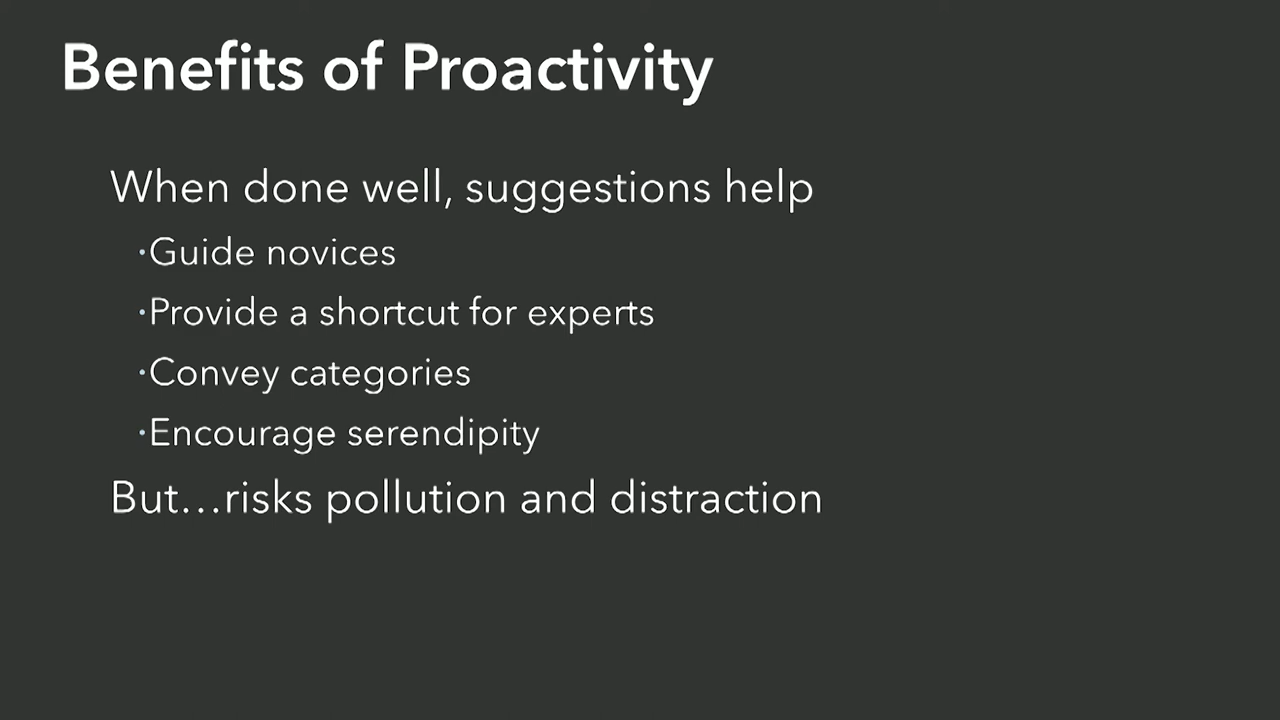 Benefits of Proactivity
When done well, suggestions help
·Guide novices
·Provide a shortcut for experts
·Convey categories
·Encourage serendipity
But…risks pollution and distraction